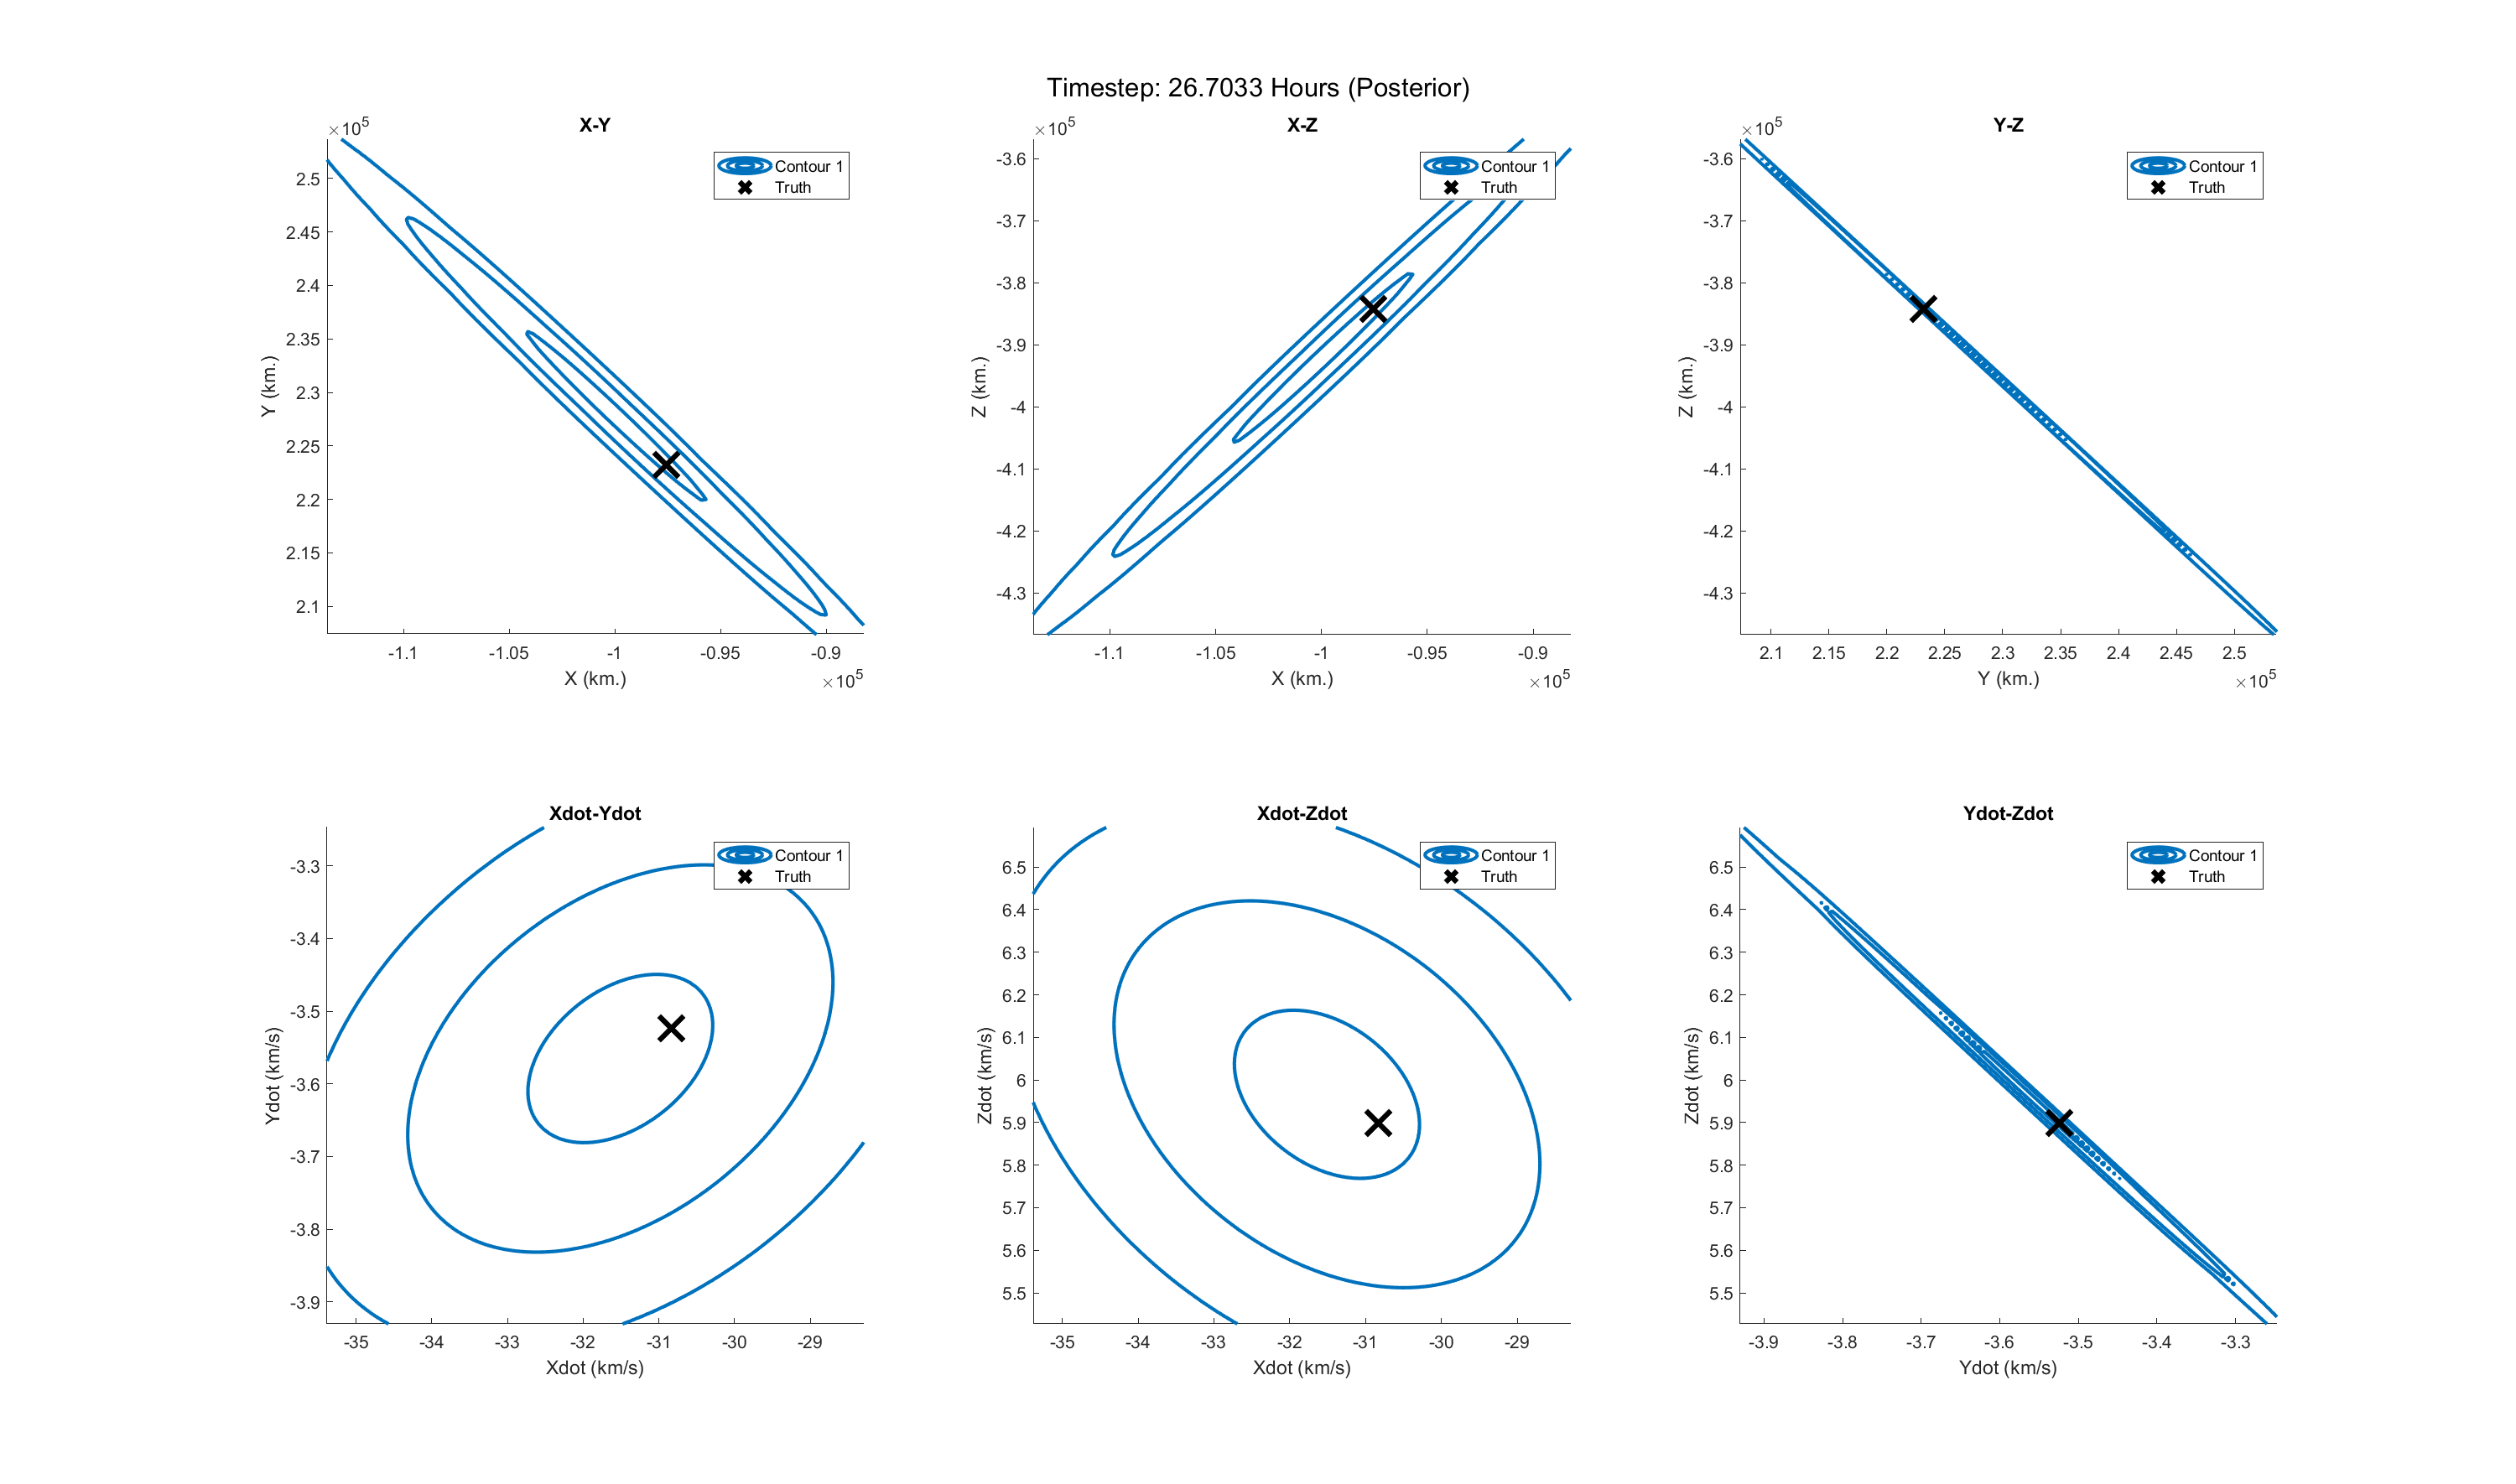 Timestep: 26.7033 Hours (Posterior)
X-Y
×10^5
2.5
2.45
2.4
2.35
2.3
2.25
2.2
2.15
2.1
Y (km.)
-1.1 -1.05 -1 -0.95 -0.9
X (km.)
×10^5
Contour 1
Truth
X-Z
×10^5
-3.6
-3.7
-3.8
-3.9
-4
-4.1
-4.2
-4.3
Z (km.)
-1.1 -1.05 -1 -0.95 -0.9
X (km.)
×10^5
Contour 1
Truth
Y-Z
×10^5
-3.6
-3.7
-3.8
-3.9
-4
-4.1
-4.2
-4.3
Z (km.)
2.1 2.15 2.2 2.25 2.3 2.35 2.4 2.45 2.5
Y (km.)
×10^5
Contour 1
Truth
Xdot-Ydot
-3.3
-3.4
-3.5
-3.6
-3.7
-3.8
-3.9
Ydot (km/s)
-35 -34 -33 -32 -31 -30 -29
Xdot (km/s)
Contour 1
Truth
Xdot-Zdot
6.5
6.4
6.3
6.2
6.1
6
5.9
5.8
5.7
5.6
5.5
Zdot (km/s)
-35 -34 -33 -32 -31 -30 -29
Xdot (km/s)
Contour 1
Truth
Ydot-Zdot
6.5
6.4
6.3
6.2
6.1
6
5.9
5.8
5.7
5.6
5.5
Zdot (km/s)
-3.9 -3.8 -3.7 -3.6 -3.5 -3.4 -3.3
Ydot (km/s)
Contour 1
Truth